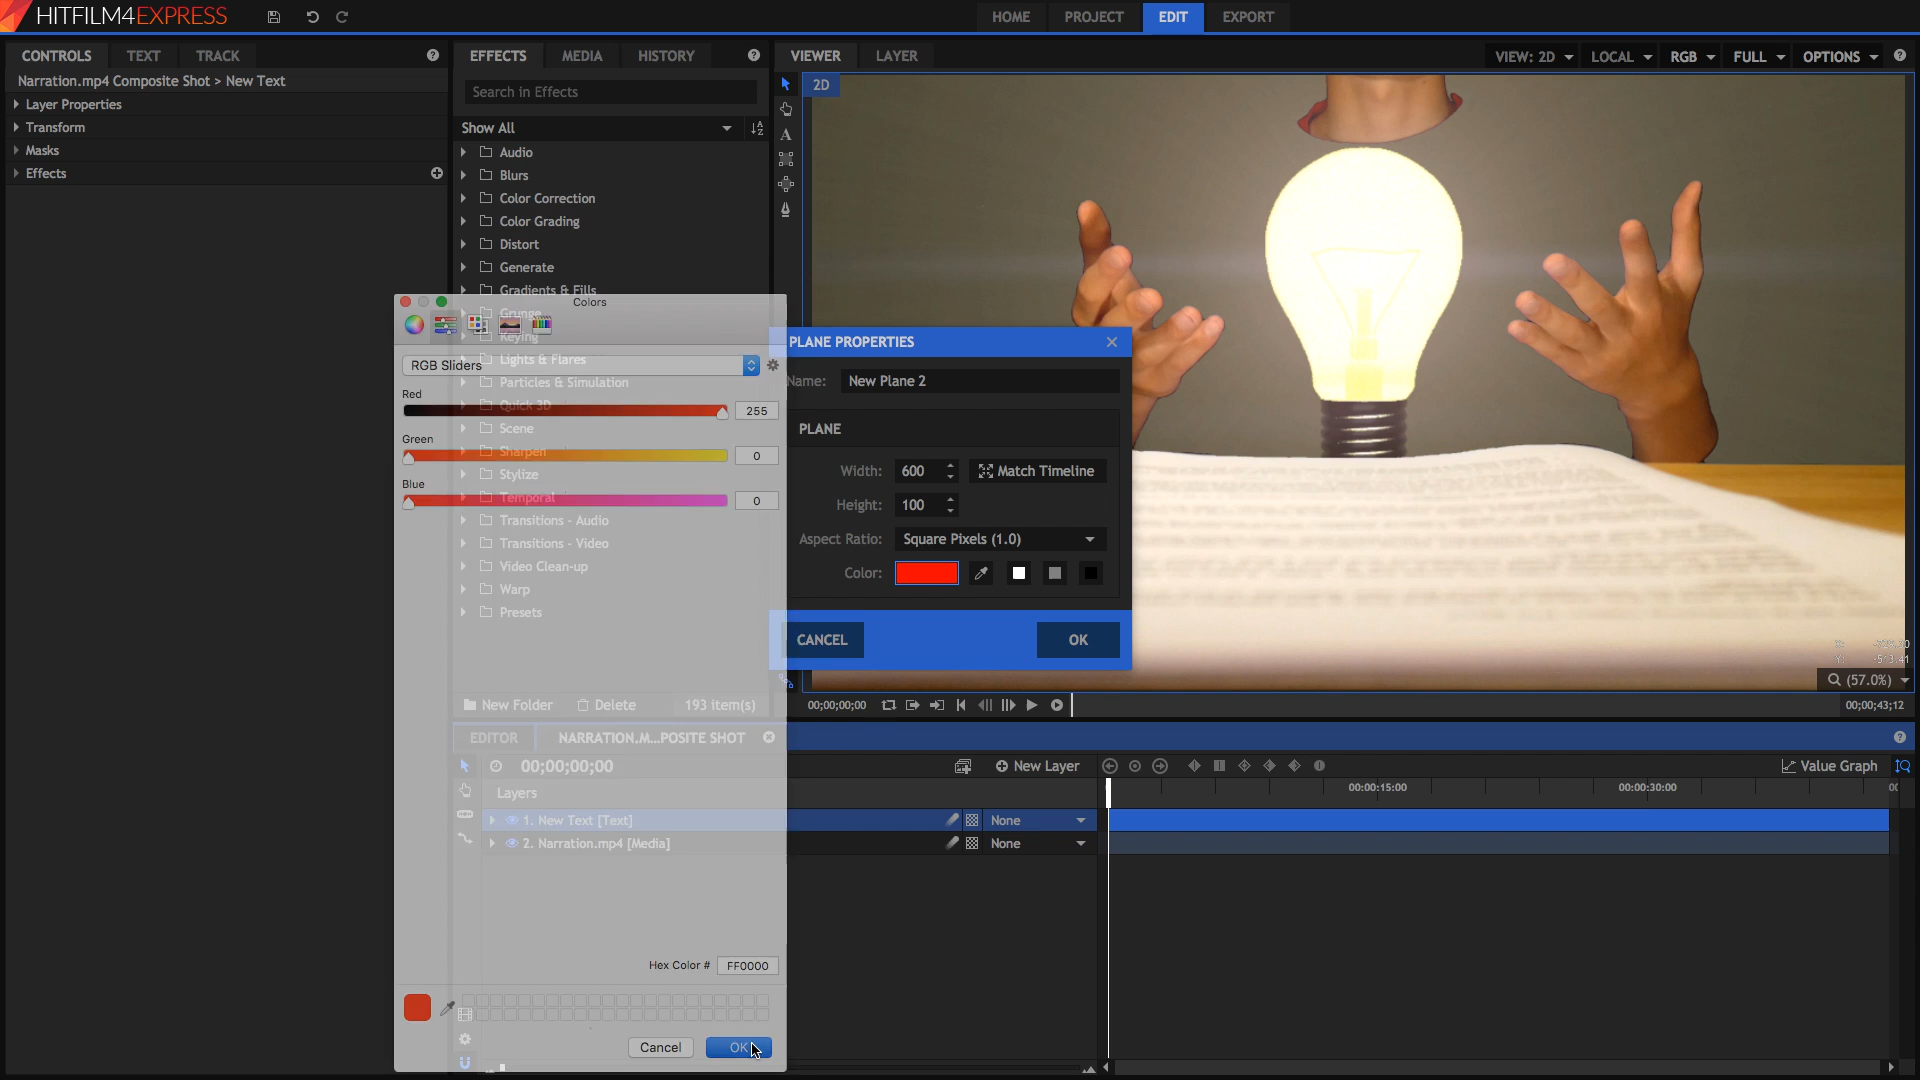 HITFILM4EXPRESS
HOME PROJECT EDIT EXPORT
CONTROLS TEXT TRACK
Narration.mp4 Composite Shot > New Text
Layer Properties
Transform
Masks
Effects
EFFECTS MEDIA HISTORY
Search in Effects
Show All
Audio
Blurs
Color Correction
Color Grading
Distort
Generate
Gradients & Fills
Grunge
Keying
Lights & Flares
Particles & Simulation
Quick 3D
Scene
Sharpen
Stylize
Temporal
Transitions - Audio
Transitions - Video
Video Clean-up
Warp
Presets
New Folder Delete 193 item(s)
VIEWER LAYER
VIEW: 2D LOCAL RGB FULL OPTIONS
2D
A
X:
Y: -513.41
(57.0%)
00;00;00;00
00;00;43;12
Colors
RGB Sliders
Red
255
Green
0
Blue
0
Hex Color # FF0000
Cancel OK
PLANE PROPERTIES
Name: New Plane 2
PLANE
Width: 600 Match Timeline
Height: 100
Aspect Ratio: Square Pixels (1.0)
Color:
CANCEL OK
EDITOR NARRATION.M...POSITE SHOT
00;00;00;00 New Layer Value Graph
Layers
00:00:15:00 00:00:30:00
1. New Text [Text] None
2. Narration.mp4 [Media] None